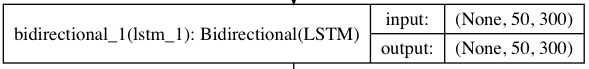 bidirectional_1(lstm_1): Bidirectional(LSTM)
input: (None, 50, 300)
output: (None, 50, 300)